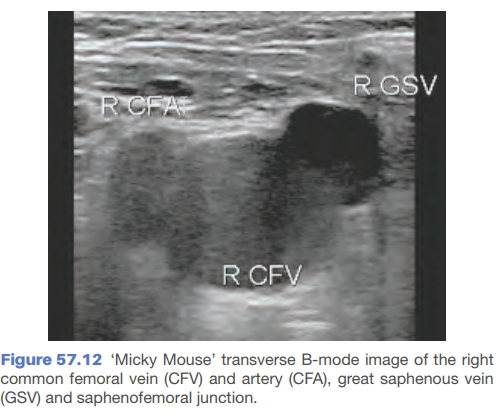 R CFA
R GSV
R CFV
Figure 57.12 ‘Micky Mouse’ transverse B-mode image of the right
common femoral vein (CFV) and artery (CFA), great saphenous vein
(GSV) and saphenofemoral junction.